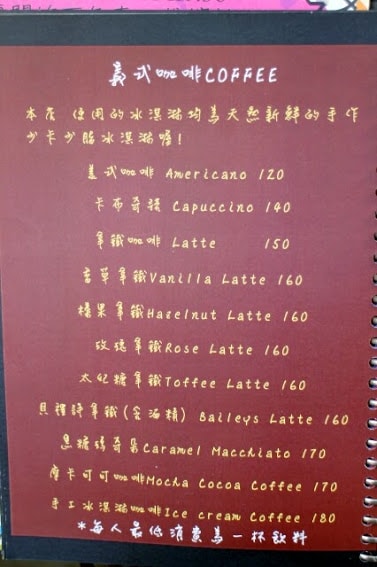 義式咖啡COFFEE
本店 使用的冰淇淋均為天然新鮮的手作
少卡少脂冰淇淋喔!
美式咖啡 Americano 120
卡布奇諾 Capuccino 140
拿鐵咖啡 Latte 150
香草拿鐵Vanilla Latte 160
榛果拿鐵Hazelnut Latte 160
玫瑰拿鐵Rose Latte 160
太妃糖拿鐵Toffee Latte 160
貝禮詩拿鐵(含酒精) Baileys Latte 160
焦糖瑪奇朵Caramel Macchiato 170
摩卡可可咖啡Mocha Cocoa Coffee 170
手工冰淇淋咖啡Ice cream Coffee 180
*每人最低消費為一杯飲料